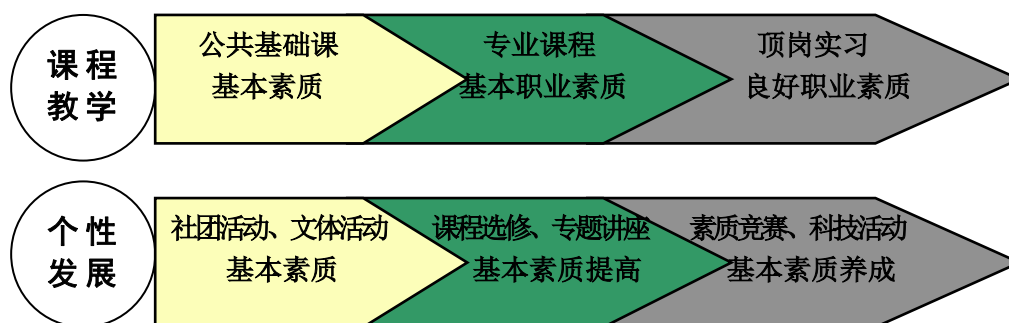 课程
教学
公共基础课
基本素质
专业课程
基本职业素质
顶岗实习
良好职业素质
个性
发展
社团活动、文体活动
基本素质
课程选修、专题讲座
基本素质提高
素质竞赛、科技活动
基本素质养成